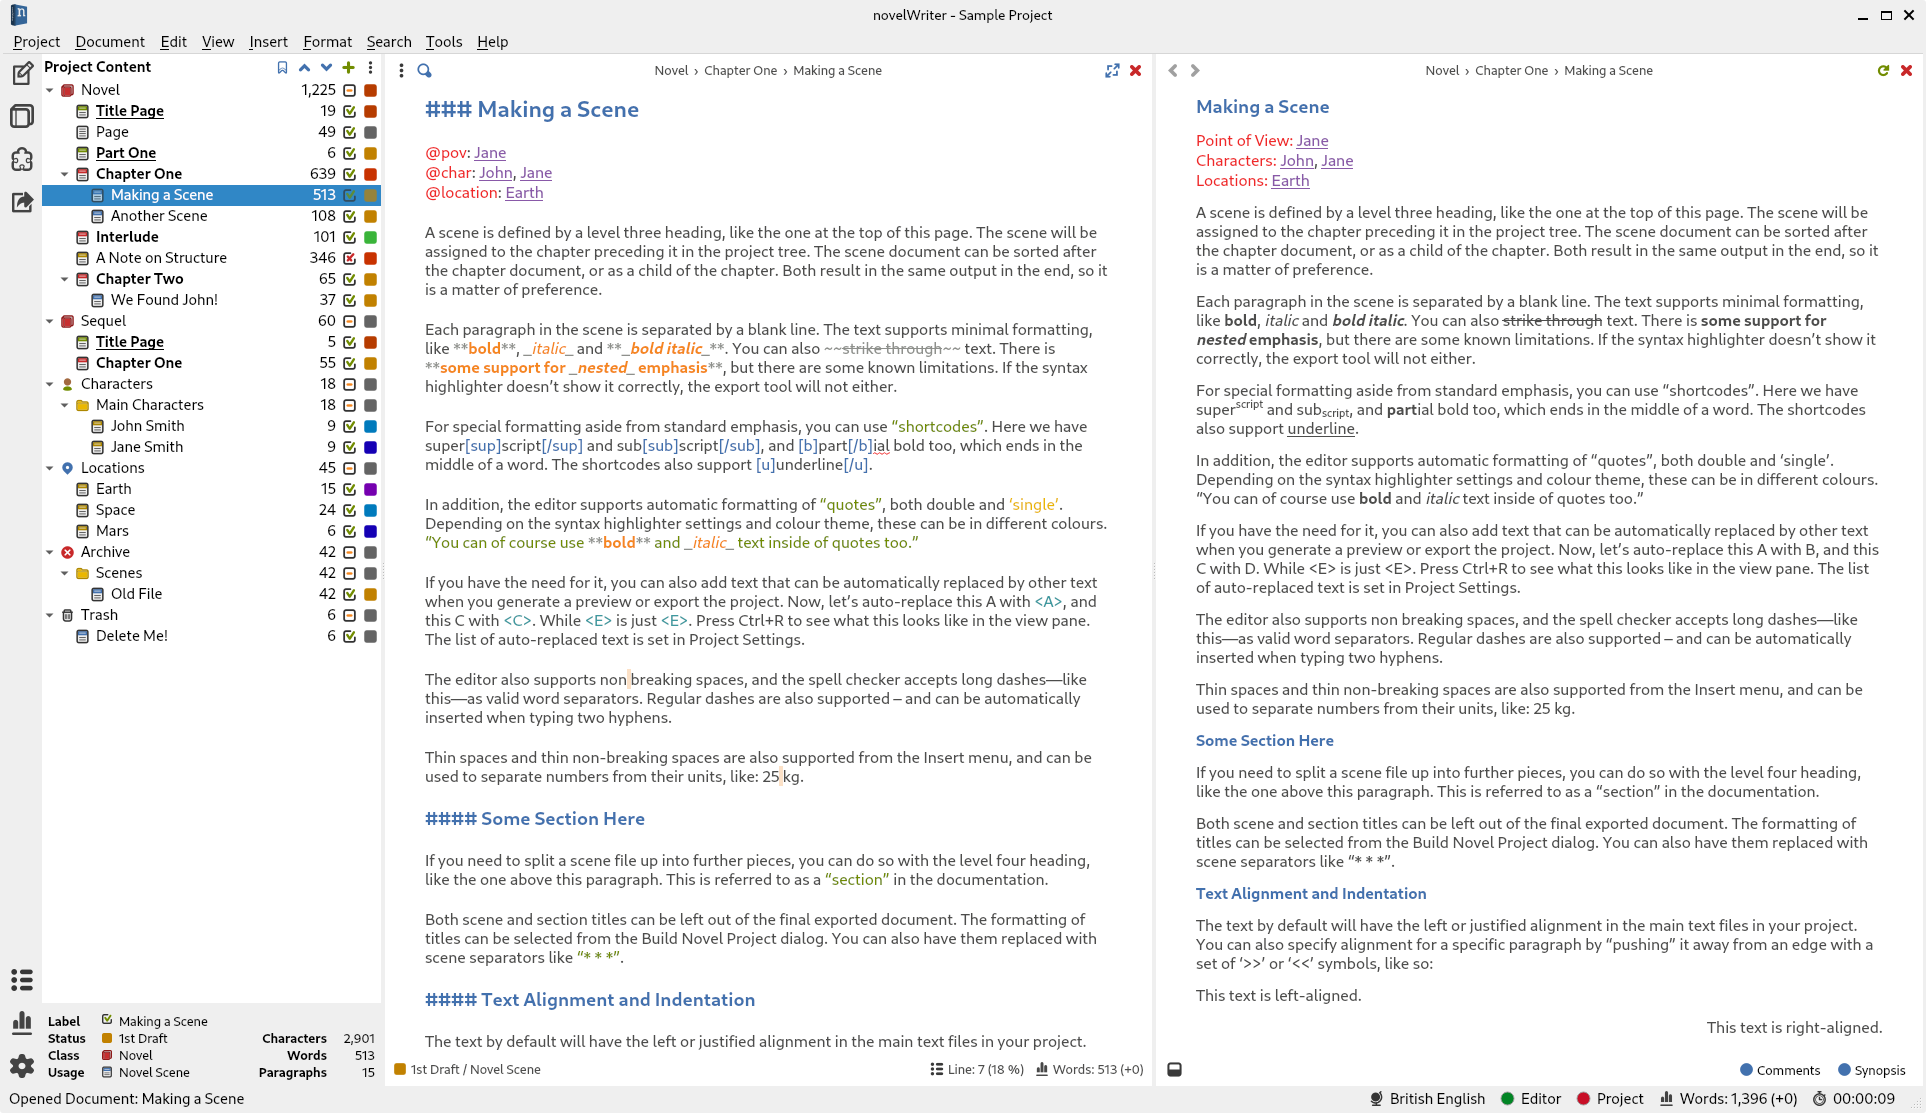 novelWriter - Sample Project
Project Document Edit View Insert Format Search Tools Help
Project Content
Novel 1,225
Title Page 19
Page 49
Part One 6
Chapter One 639
Making a Scene 513
Another Scene 108
Interlude 101
A Note on Structure 346
Chapter Two 65
We Found John! 37
Sequel 60
Title Page 5
Chapter One 55
Characters 18
Main Characters 18
John Smith 9
Jane Smith 9
Locations 45
Earth 15
Space 24
Mars 6
Archive 42
Scenes 42
Old File 42
Trash 6
Delete Me! 6
Label Making a Scene
Status 1st Draft Characters 2,901
Class Novel Words 513
Usage Novel Scene Paragraphs 15
Novel › Chapter One › Making a Scene
### Making a Scene
@pov: Jane
@char: John, Jane
@location: Earth
A scene is defined by a level three heading, like the one at the top of this page. The scene will be
assigned to the chapter preceding it in the project tree. The scene document can be sorted after
the chapter document, or as a child of the chapter. Both result in the same output in the end, so it
is a matter of preference.
Each paragraph in the scene is separated by a blank line. The text supports minimal formatting,
like **bold**, _italic_ and **_bold italic_**. You can also ~~strike through~~ text. There is
**some support for _nested_ emphasis**, but there are some known limitations. If the syntax
highlighter doesn’t show it correctly, the export tool will not either.
For special formatting aside from standard emphasis, you can use “shortcodes”. Here we have
super[sup]script[/sup] and sub[sub]script[/sub], and [b]part[/b]ial bold too, which ends in the
middle of a word. The shortcodes also support [u]underline[/u].
In addition, the editor supports automatic formatting of “quotes”, both double and ‘single’.
Depending on the syntax highlighter settings and colour theme, these can be in different colours.
“You can of course use **bold** and _italic_ text inside of quotes too.”
If you have the need for it, you can also add text that can be automatically replaced by other text
when you generate a preview or export the project. Now, let’s auto-replace this A with <A>, and
this C with <C>. While <E> is just <E>. Press Ctrl+R to see what this looks like in the view pane.
The list of auto-replaced text is set in Project Settings.
The editor also supports non breaking spaces, and the spell checker accepts long dashes—like
this—as valid word separators. Regular dashes are also supported – and can be automatically
inserted when typing two hyphens.
Thin spaces and thin non-breaking spaces are also supported from the Insert menu, and can be
used to separate numbers from their units, like: 25 kg.
#### Some Section Here
If you need to split a scene file up into further pieces, you can do so with the level four heading,
like the one above this paragraph. This is referred to as a “section” in the documentation.
Both scene and section titles can be left out of the final exported document. The formatting of
titles can be selected from the Build Novel Project dialog. You can also have them replaced with
scene separators like “* * *”.
#### Text Alignment and Indentation
The text by default will have the left or justified alignment in the main text files in your project.
1st Draft / Novel Scene Line: 7 (18 %) Words: 513 (+0)
Novel › Chapter One › Making a Scene
Making a Scene
Point of View: Jane
Characters: John, Jane
Locations: Earth
A scene is defined by a level three heading, like the one at the top of this page. The scene will be
assigned to the chapter preceding it in the project tree. The scene document can be sorted after
the chapter document, or as a child of the chapter. Both result in the same output in the end, so it
is a matter of preference.
Each paragraph in the scene is separated by a blank line. The text supports minimal formatting,
like bold, italic and bold italic. You can also strike through text. There is some support for
nested emphasis, but there are some known limitations. If the syntax highlighter doesn’t show it
correctly, the export tool will not either.
For special formatting aside from standard emphasis, you can use “shortcodes”. Here we have
superscript and subscript, and partial bold too, which ends in the middle of a word. The shortcodes
also support underline.
In addition, the editor supports automatic formatting of “quotes”, both double and ‘single’.
Depending on the syntax highlighter settings and colour theme, these can be in different colours.
“You can of course use bold and italic text inside of quotes too.”
If you have the need for it, you can also add text that can be automatically replaced by other text
when you generate a preview or export the project. Now, let’s auto-replace this A with B, and this
C with D. While <E> is just <E>. Press Ctrl+R to see what this looks like in the view pane. The list
of auto-replaced text is set in Project Settings.
The editor also supports non breaking spaces, and the spell checker accepts long dashes—like
this—as valid word separators. Regular dashes are also supported – and can be automatically
inserted when typing two hyphens.
Thin spaces and thin non-breaking spaces are also supported from the Insert menu, and can be
used to separate numbers from their units, like: 25 kg.
Some Section Here
If you need to split a scene file up into further pieces, you can do so with the level four heading,
like the one above this paragraph. This is referred to as a “section” in the documentation.
Both scene and section titles can be left out of the final exported document. The formatting of
titles can be selected from the Build Novel Project dialog. You can also have them replaced with
scene separators like “* * *”.
Text Alignment and Indentation
The text by default will have the left or justified alignment in the main text files in your project.
You can also specify alignment for a specific paragraph by “pushing” it away from an edge with a
set of ‘>>’ or ‘<<’ symbols, like so:
This text is left-aligned.
This text is right-aligned.
Comments Synopsis
Opened Document: Making a Scene
British English Editor Project Words: 1,396 (+0) 00:00:09